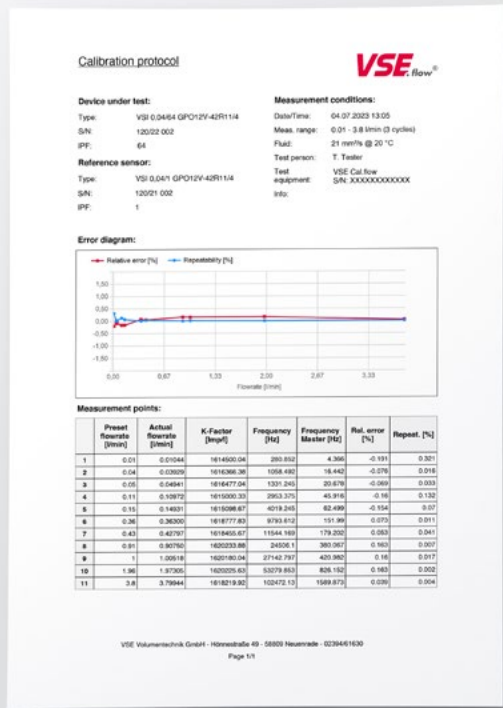 Calibration protocol
VSE.flow®
Device under test:
Type: VSI 0,04/64 GPO12V-42R11/4
S/N: 120/22 002
IPF: 64
Reference sensor:
Type: VSI 0,04/1 GPO12V-42R11/4
S/N: 120/21 002
IPF: 1
Measurement conditions:
Date/Time: 04.07.2023 13:05
Meas. range: 0.01 - 3.8 l/min (3 cycles)
Fluid: 21 mm²/s @ 20 °C
Test person: T. Tester
Test equipment: VSE Cal.flow
S/N: XXXXXXXXXXXX
Info:
Error diagram:
Relative error [%] Repeatability [%]
1,50
1,00
0,50
0,00
-0,50
-1,00
-1,50
0,00 0,67 1,33 2,00 2,67 3,33
Flowrate [l/min]
Measurement points:
Preset flowrate [l/min] Actual flowrate [l/min] K-Factor [Imp/l] Frequency [Hz] Frequency Master [Hz] Rel. error [%] Repeat. [%]
1 0.01 0.01044 1614500.04 280.852 4.366 -0.191 0.321
2 0.04 0.03929 1616366.38 1058.492 16.442 -0.076 0.018
3 0.05 0.04941 1616477.04 1331.245 20.679 -0.069 0.033
4 0.11 0.10972 1615000.33 2953.375 45.916 -0.16 0.132
5 0.15 0.14931 1615098.67 4019.245 62.499 -0.154 0.07
6 0.36 0.36300 1618777.83 9793.612 151.99 0.073 0.011
7 0.43 0.42797 1618455.67 11544.169 179.202 0.053 0.041
8 0.91 0.90750 1620233.88 24506.1 380.067 0.163 0.007
9 1 1.00518 1620180.04 27142.797 420.982 0.16 0.017
10 1.96 1.97305 1620225.63 53279.853 826.152 0.163 0.002
11 3.8 3.79944 1618219.92 102472.13 1589.873 0.039 0.004
VSE Volumentechnik GmbH - Hönnestraße 49 - 58809 Neuenrade - 02394/61630
Page 1/1